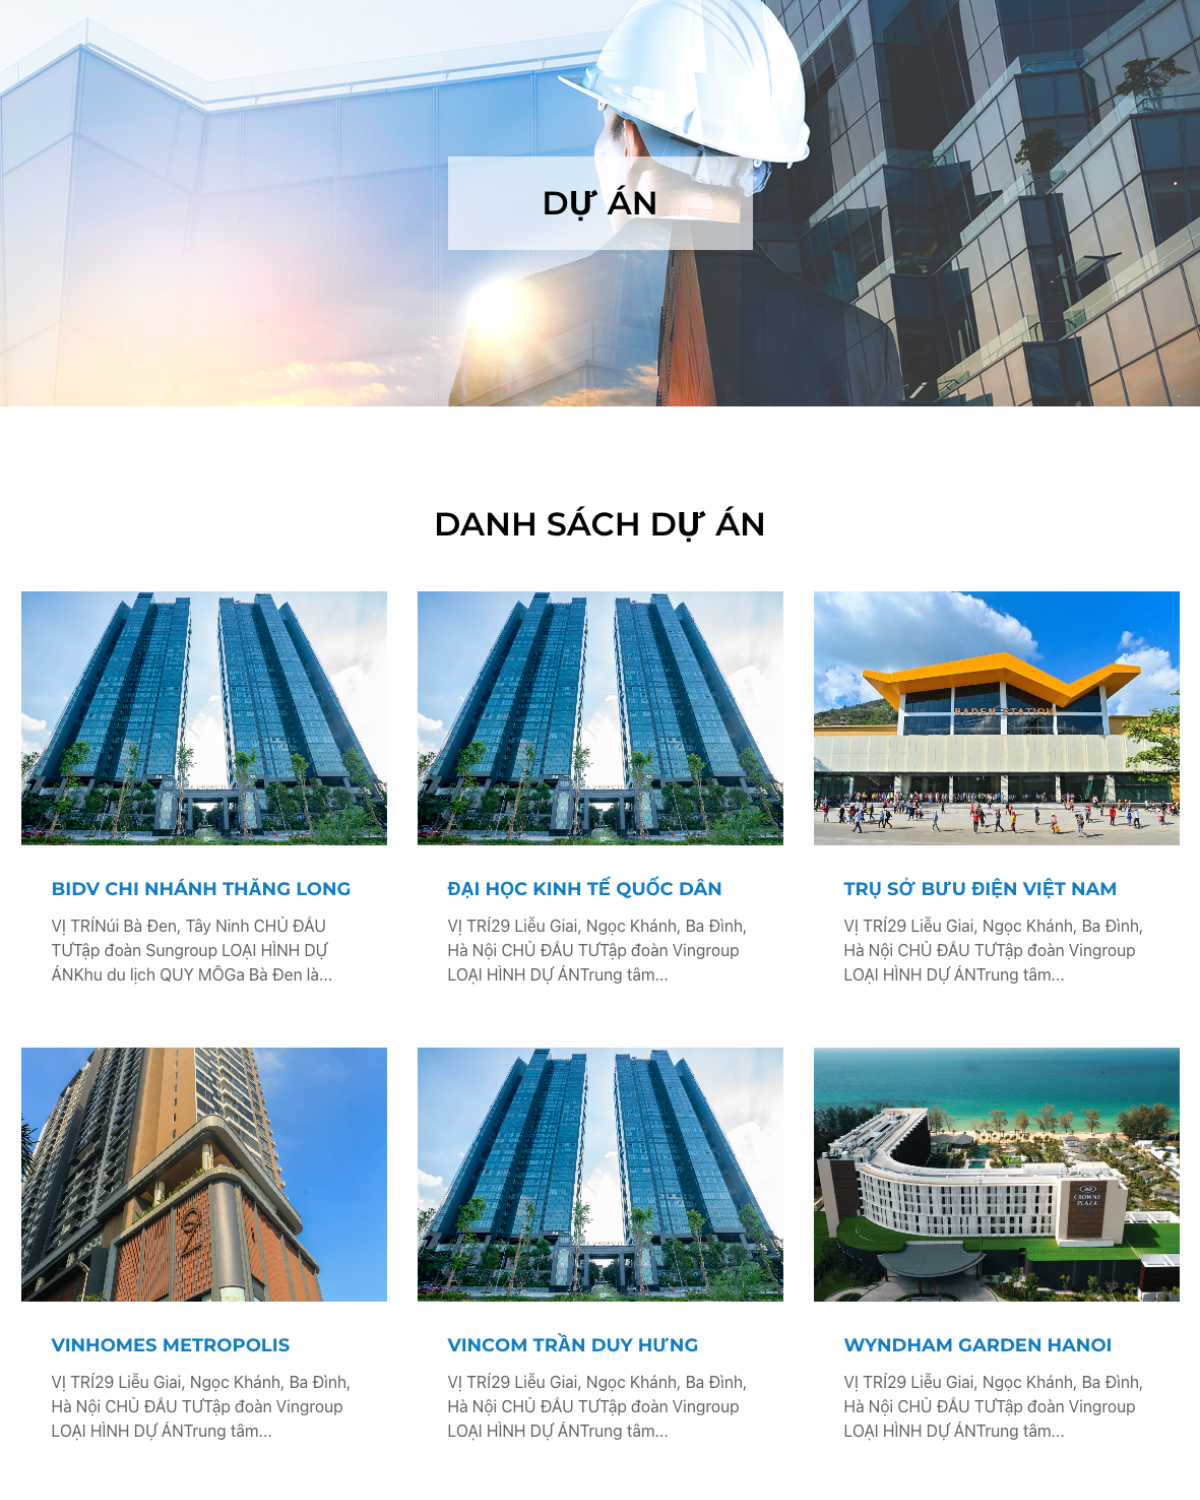 DỰ ÁN
DANH SÁCH DỰ ÁN
BADEN STATION
BIDV CHI NHÁNH THĂNG LONG
VỊ TRÍNúi Bà Đen, Tây Ninh CHỦ ĐẦU
TƯTập đoàn Sungroup LOẠI HÌNH DỰ
ÁNKhu du lịch QUY MÔGa Bà Đen là...
ĐẠI HỌC KINH TẾ QUỐC DÂN
VỊ TRÍ29 Liễu Giai, Ngọc Khánh, Ba Đình,
Hà Nội CHỦ ĐẦU TƯTập đoàn Vingroup
LOẠI HÌNH DỰ ÁNTrung tâm...
TRỤ SỞ BƯU ĐIỆN VIỆT NAM
VỊ TRÍ29 Liễu Giai, Ngọc Khánh, Ba Đình,
Hà Nội CHỦ ĐẦU TƯTập đoàn Vingroup
LOẠI HÌNH DỰ ÁNTrung tâm...
CROWNE
PLAZA
VINHOMES METROPOLIS
VỊ TRÍ29 Liễu Giai, Ngọc Khánh, Ba Đình,
Hà Nội CHỦ ĐẦU TƯTập đoàn Vingroup
LOẠI HÌNH DỰ ÁNTrung tâm...
VINCOM TRẦN DUY HƯNG
VỊ TRÍ29 Liễu Giai, Ngọc Khánh, Ba Đình,
Hà Nội CHỦ ĐẦU TƯTập đoàn Vingroup
LOẠI HÌNH DỰ ÁNTrung tâm...
WYNDHAM GARDEN HANOI
VỊ TRÍ29 Liễu Giai, Ngọc Khánh, Ba Đình,
Hà Nội CHỦ ĐẦU TƯTập đoàn Vingroup
LOẠI HÌNH DỰ ÁNTrung tâm...